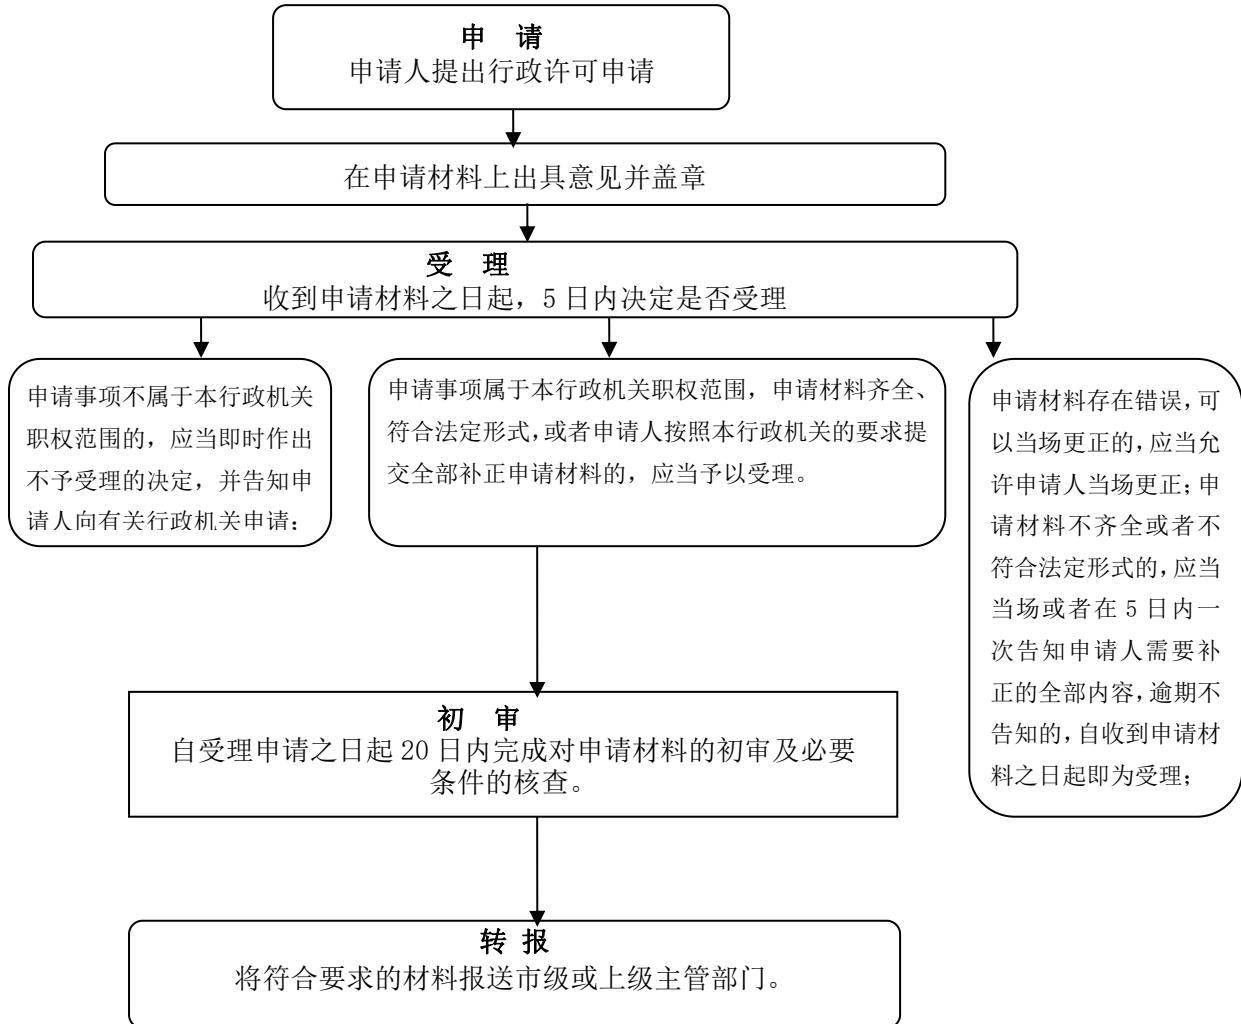 申　请
申请人提出行政许可申请
在申请材料上出具意见并盖章
受　理
收到申请材料之日起，5 日内决定是否受理
申请事项不属于本行政机关
职权范围的，应当即时作出
不予受理的决定，并告知申
请人向有关行政机关申请；
申请事项属于本行政机关职权范围，申请材料齐全、
符合法定形式，或者申请人按照本行政机关的要求提
交全部补正申请材料的，应当予以受理。
申请材料存在错误，可
以当场更正的，应当允
许申请人当场更正；申
请材料不齐全或者不
符合法定形式的，应当
当场或者在 5 日内一
次告知申请人需要补
正的全部内容，逾期不
告知的，自收到申请材
料之日起即为受理；
初　审
自受理申请之日起 20 日内完成对申请材料的初审及必要
条件的核查。
转 报
将符合要求的材料报送市级或上级主管部门。